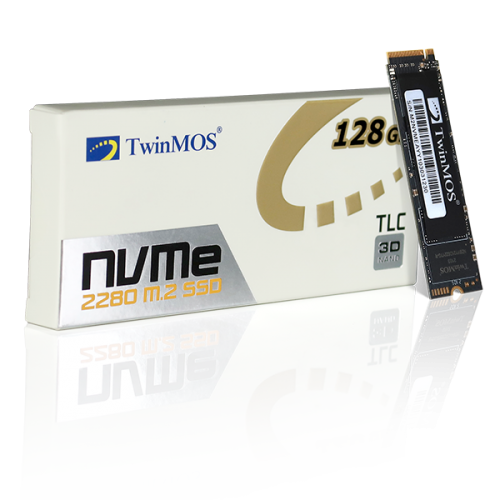 TwinMOS®
128G
TLC
3D
NAND
NVMe
2280 M.2 SSD
TwinMOS®